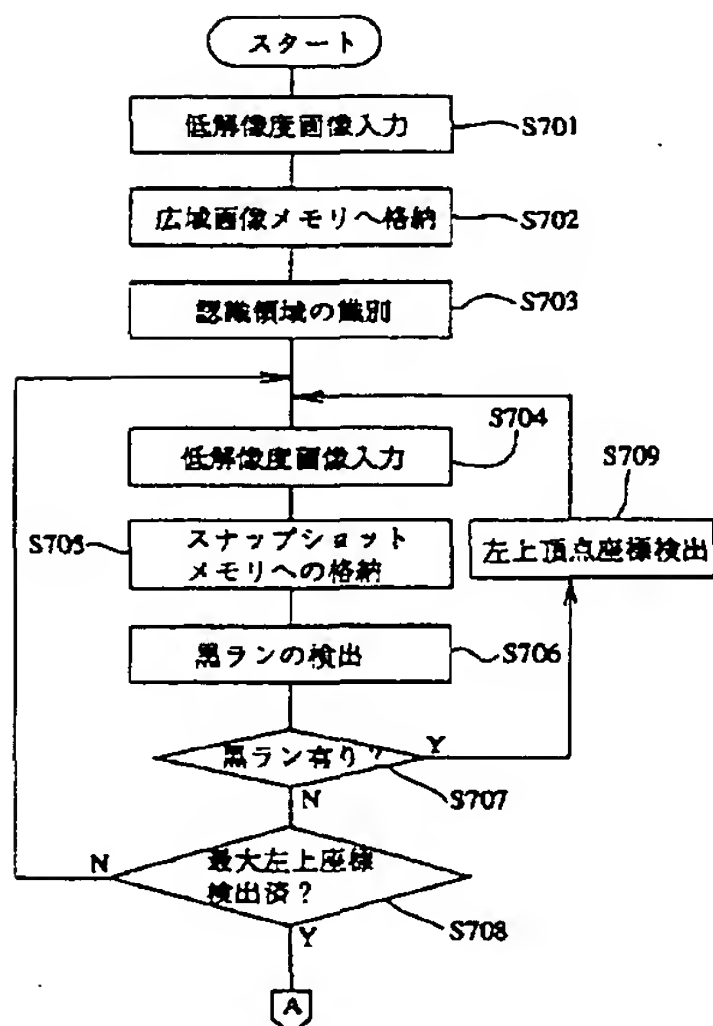 スタート
低解像度画像入力
S701
広域画像メモリへ格納
S702
認識領域の識別
S703
低解像度画像入力
S704
S709
S705
スナップショット
メモリへの格納
左上頂点座標検出
黒ランの検出
S706
黒ラン有り?
Y
N
S707
N
最大左上座標
検出済?
Y
S708
A